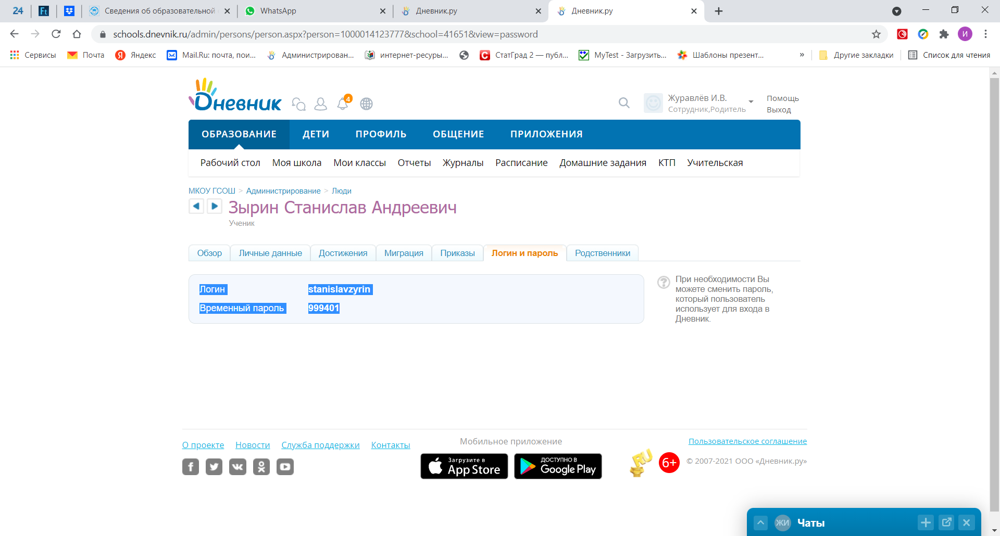 24 Ft Сведения об образовательной WhatsApp Дневник.ру Дневник.ру
schools.dnevnik.ru/admin/persons/person.aspx?person=1000014123777&school=41651&view=password И
Сервисы Почта Яндекс Mail.Ru: почта, пои... Администрирован... интернет-ресуры... СтатГрад 2 — публ... MyTest - Загрузить... Шаблоны презент... » Другие закладки Список для чтения
Дневник 4 Журавлёв И.В. Помощь
Сотрудник,Родитель Выход
ОБРАЗОВАНИЕ ДЕТИ ПРОФИЛЬ ОБЩЕНИЕ ПРИЛОЖЕНИЯ
Рабочий стол Моя школа Мои классы Отчеты Журналы Расписание Домашние задания КТП Учительская
МКОУ ГСОШ > Администрирование > Люди
Зырин Станислав Андреевич
Ученик
Обзор Личные данные Достижения Миграция Приказы Логин и пароль Родственники
Логин stanislavzyrin
Временный пароль 999401
? При необходимости Вы
можете сменить пароль,
который пользователь
использует для входа в
Дневник.
О проекте Новости Служба поддержки Контакты
Мобильное приложение
Загрузите в
App Store
ДОСТУПНО В
Google Play
RU 6+
Пользовательское соглашение
© 2007-2021 ООО «Дневник.ру»
ЖИ Чаты